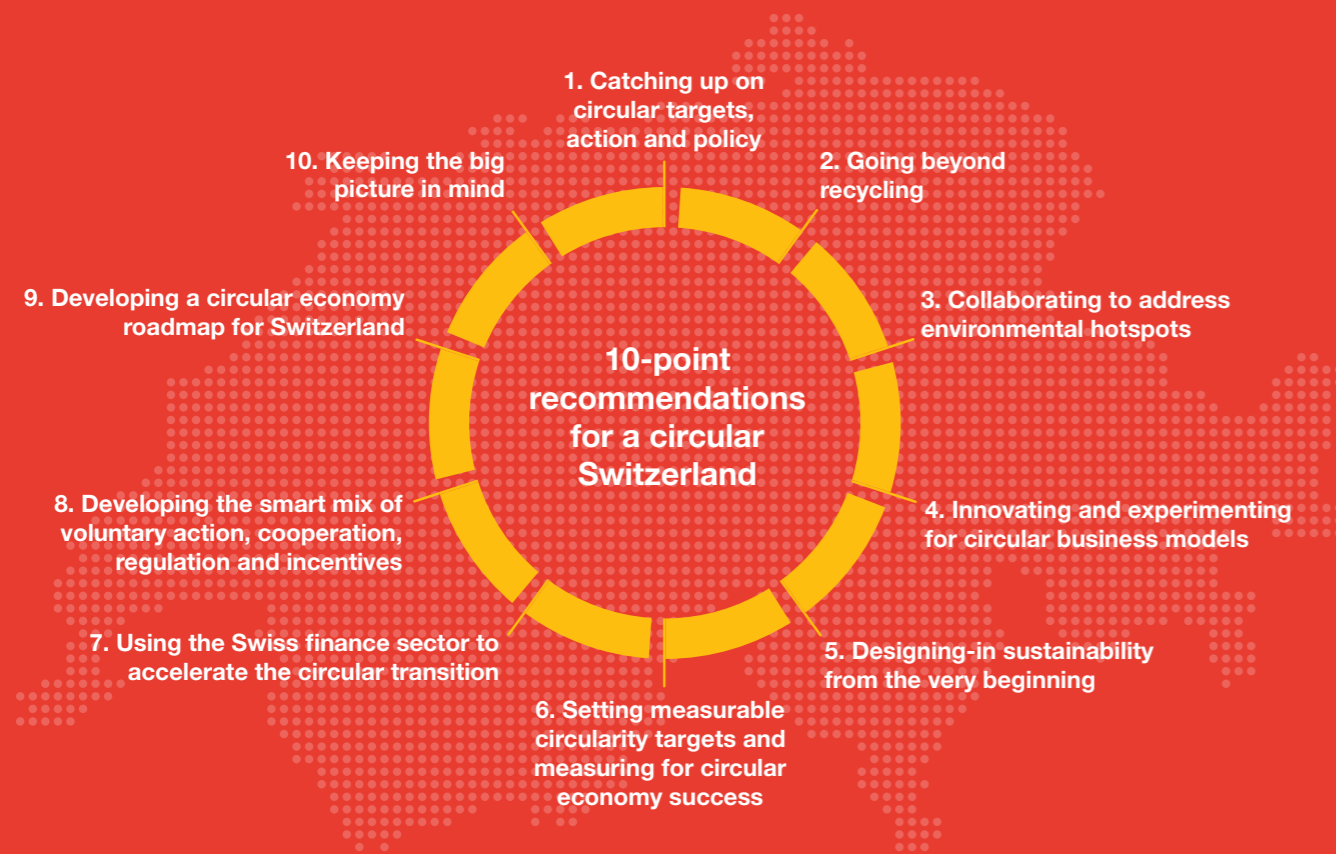 10-point
recommendations
for a circular
Switzerland
1. Catching up on
circular targets,
action and policy
2. Going beyond
recycling
3. Collaborating to address
environmental hotspots
4. Innovating and experimenting
for circular business models
5. Designing-in sustainability
from the very beginning
6. Setting measurable
circularity targets and
measuring for circular
economy success
7. Using the Swiss finance sector to
accelerate the circular transition
8. Developing the smart mix of
voluntary action, cooperation,
regulation and incentives
9. Developing a circular economy
roadmap for Switzerland
10. Keeping the big
picture in mind